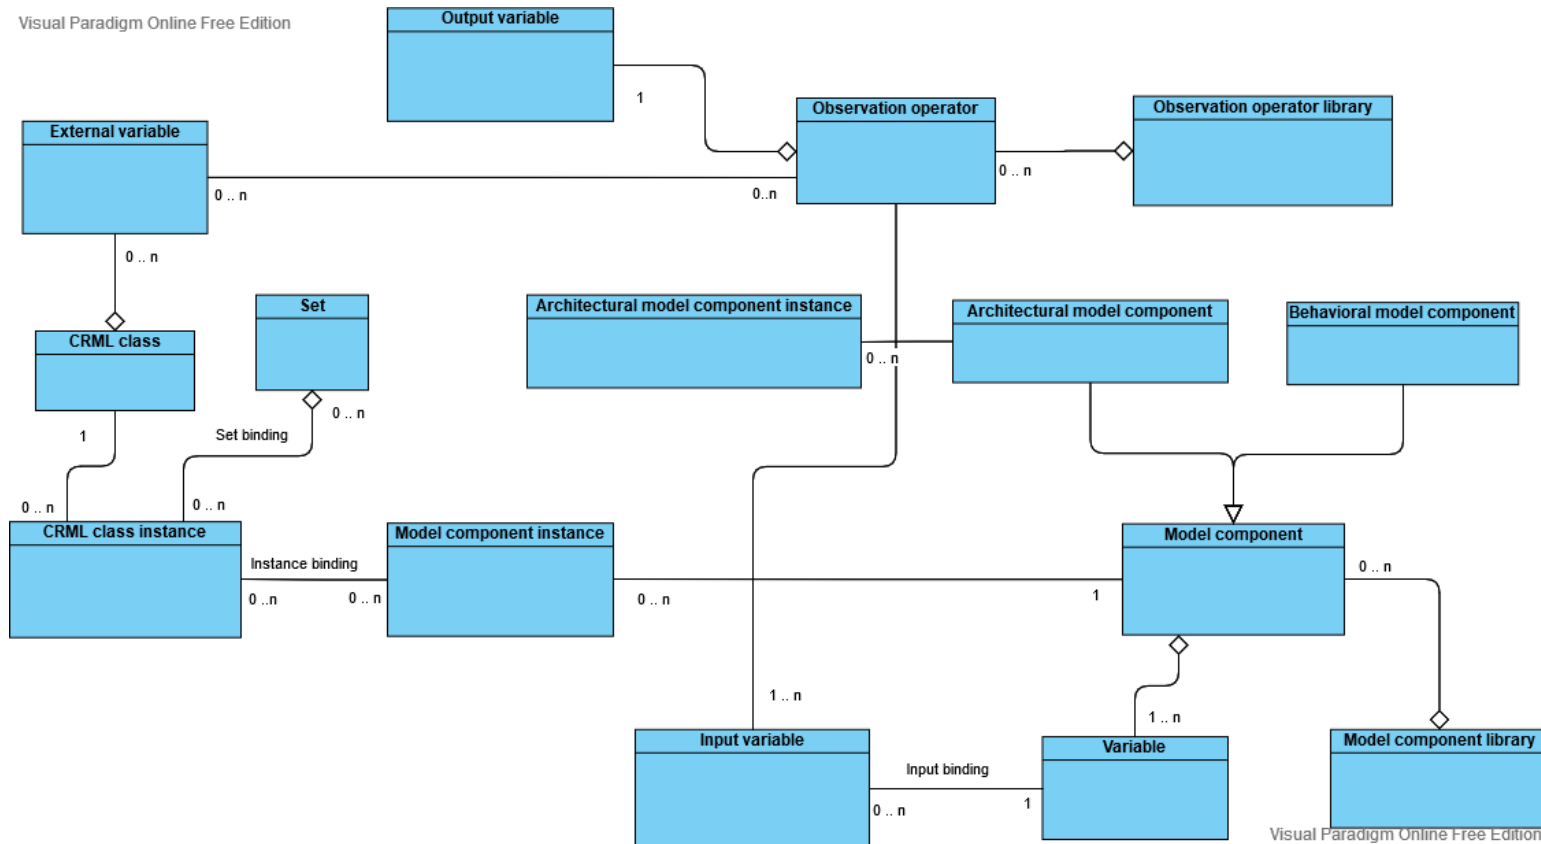 Visual Paradigm Online Free Edition
Output variable
1
Observation operator
Observation operator library
External variable
0 .. n
0..n
0 .. n
0 .. n
Set
Architectural model component instance
Architectural model component
Behavioral model component
CRML class
0 .. n
0 .. n
1
Set binding
0 .. n
0 .. n
CRML class instance
Model component instance
Model component
Instance binding
0 ..n
0 .. n
0 .. n
1
0 .. n
1 .. n
1 .. n
Input variable
Variable
Model component library
Input binding
0 .. n
1
Visual Paradigm Online Free Edition